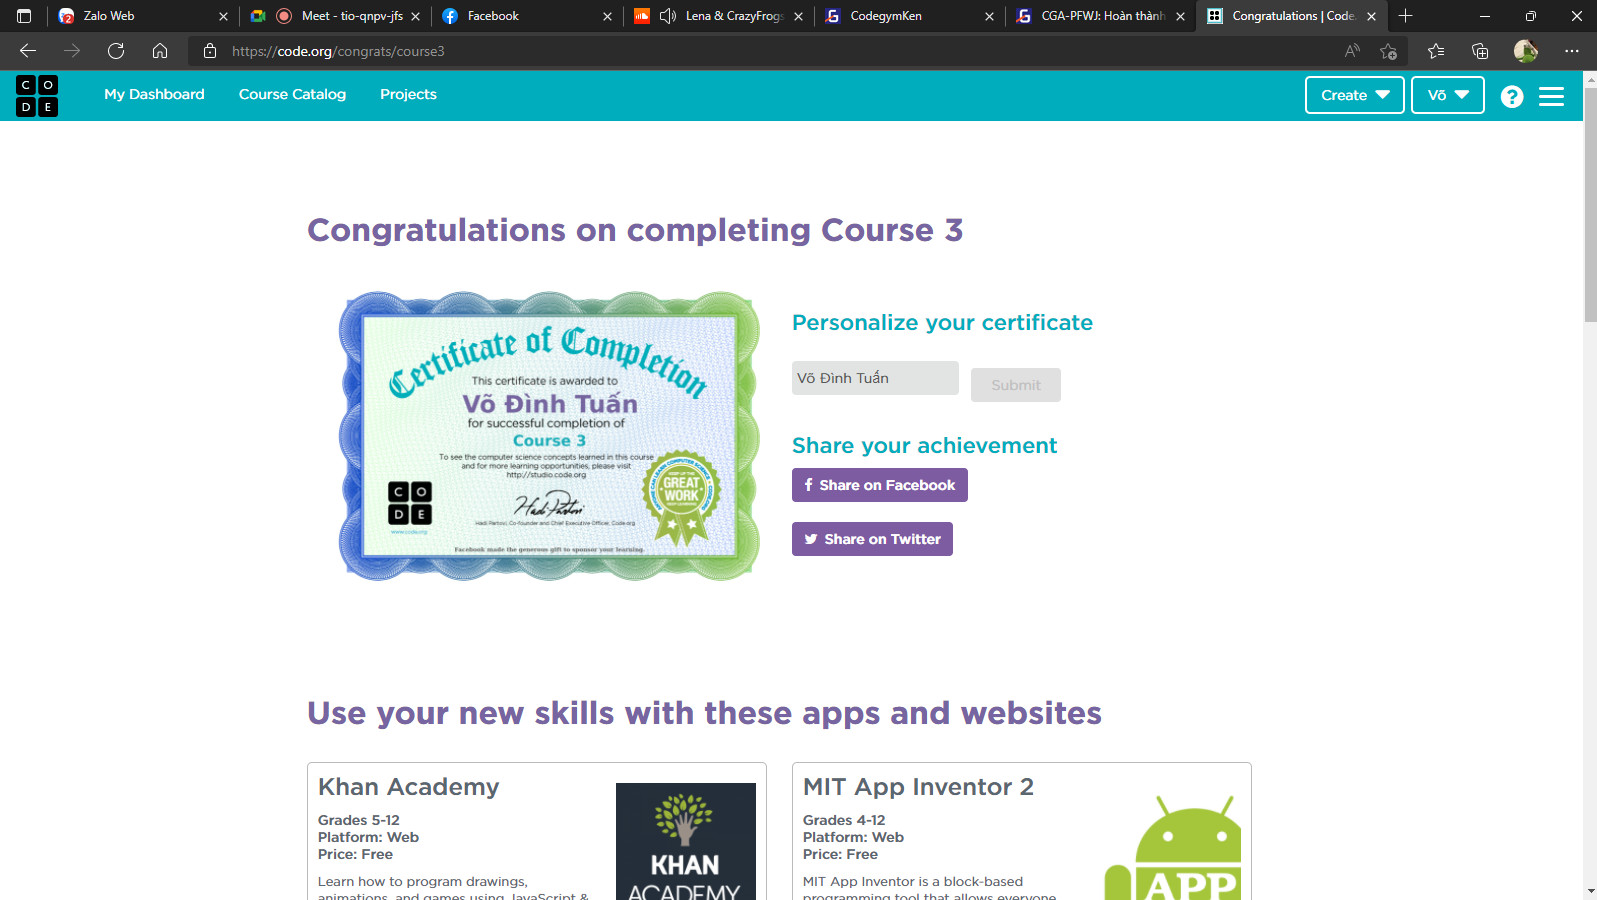 Zalo Web
Meet - tio-qnpv-jfs
Facebook
Lena & CrazyFrogs
CodegymKen
CGA-PFWJ: Hoàn thành
Congratulations | Code.
https://code.org/congrats/course3
C O
D E
My Dashboard
Course Catalog
Projects
Create
Võ
?
Congratulations on completing Course 3
Certificate of Completion
This certificate is awarded to
Võ Đình Tuấn
for successful completion of
Course 3
To see the computer science concepts learned in this course
and for more learning opportunities, please visit
http://studio.code.org
C O
D E
www.code.org
Hadi Partovi, Co-founder and Chief Executive Officer, Code.org
GREAT
WORK
Facebook made the generous gift to sponsor your learning.
Personalize your certificate
Võ Đình Tuấn
Submit
Share your achievement
Share on Facebook
Share on Twitter
Use your new skills with these apps and websites
Khan Academy
Grades 5-12
Platform: Web
Price: Free
Learn how to program drawings,
animations, and games using JavaScript &
KHAN
ACADEMY
MIT App Inventor 2
Grades 4-12
Platform: Web
Price: Free
MIT App Inventor is a block-based
programming tool that allows everyone,
APP